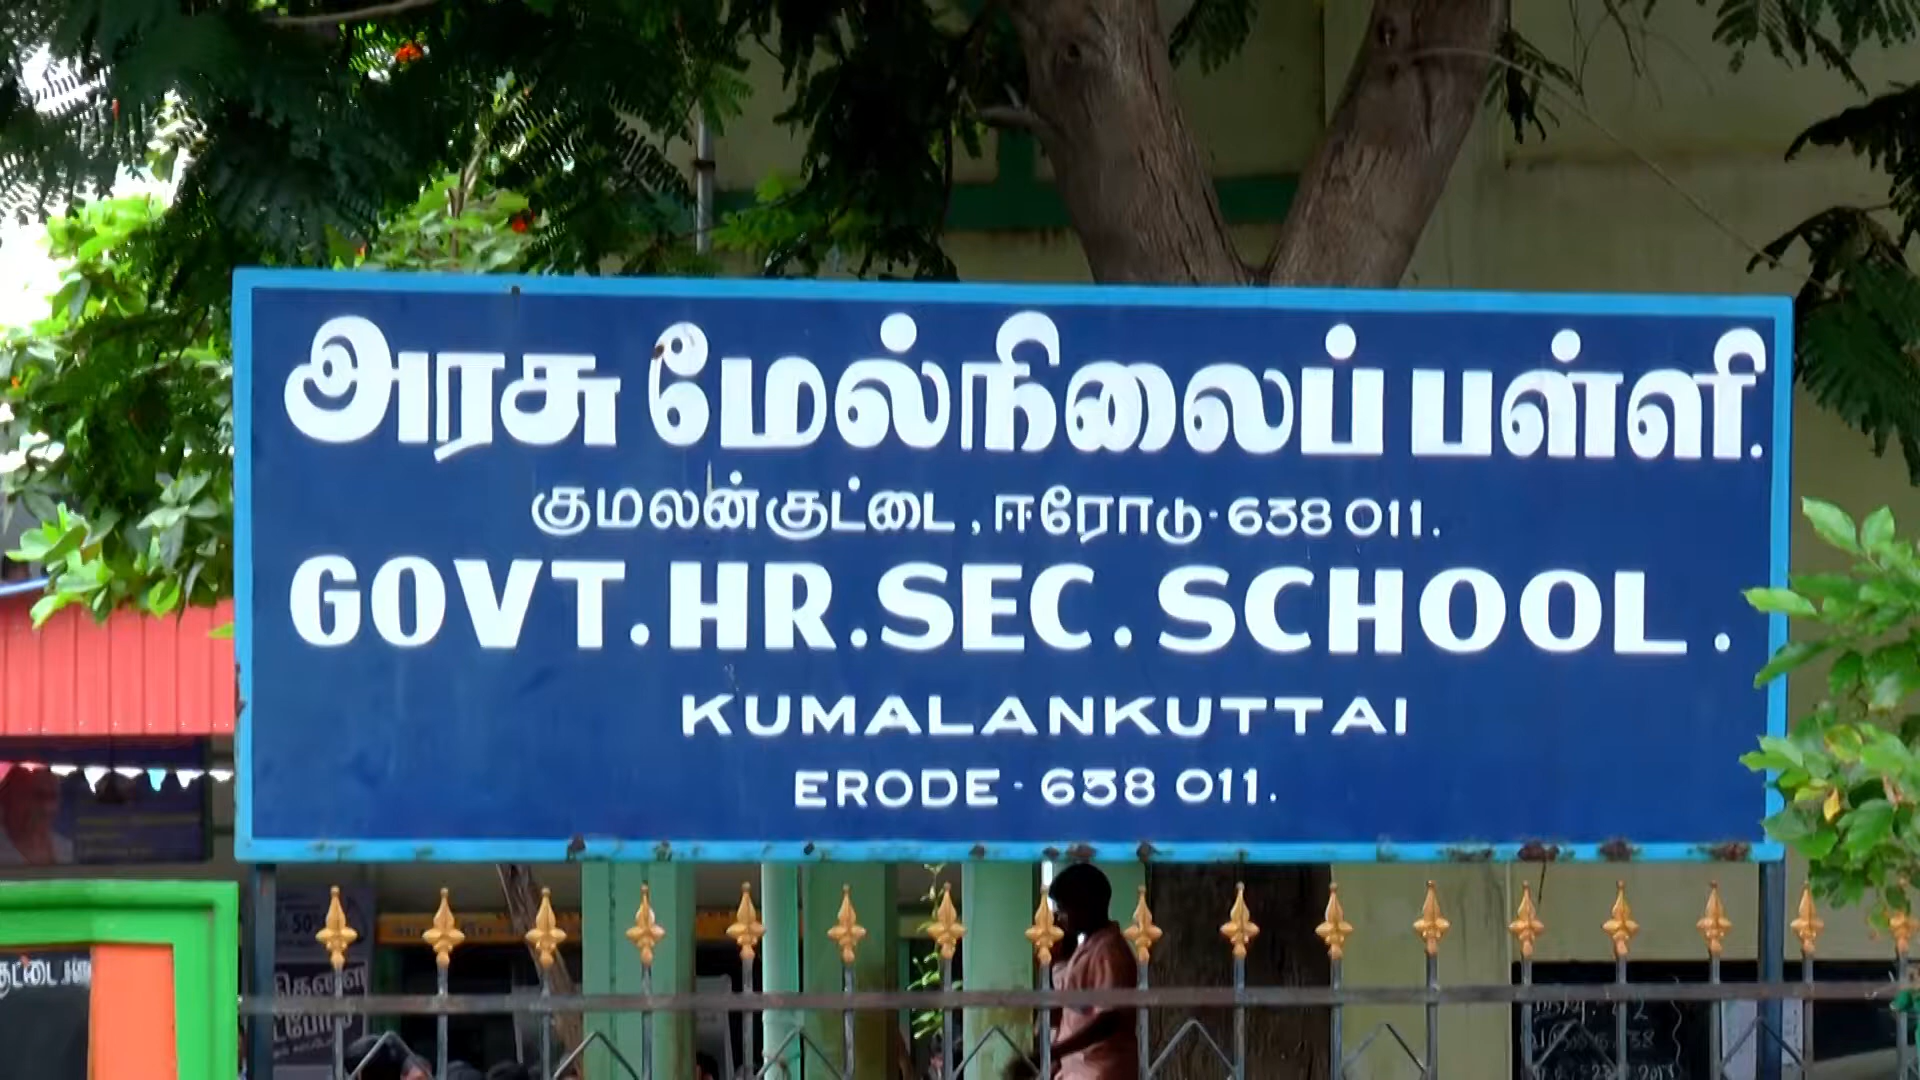 அரசு மேல்நிலைப் பள்ளி.
குமலன்குட்டை, ஈரோடு - 638 011.
GOVT. HR. SEC. SCHOOL.
KUMALANKUTTAI
ERODE - 638 011.